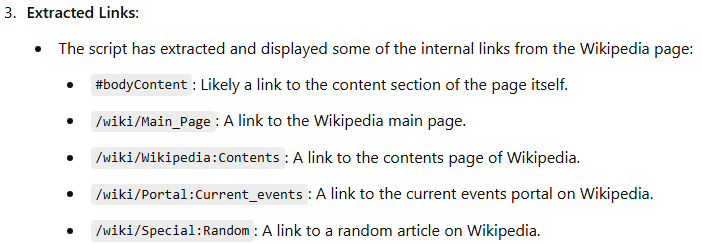 3. Extracted Links:
• The script has extracted and displayed some of the internal links from the Wikipedia page:
• #bodyContent : Likely a link to the content section of the page itself.
• /wiki/Main_Page : A link to the Wikipedia main page.
• /wiki/Wikipedia:Contents : A link to the contents page of Wikipedia.
• /wiki/Portal:Current_events : A link to the current events portal on Wikipedia.
• /wiki/Special:Random : A link to a random article on Wikipedia.